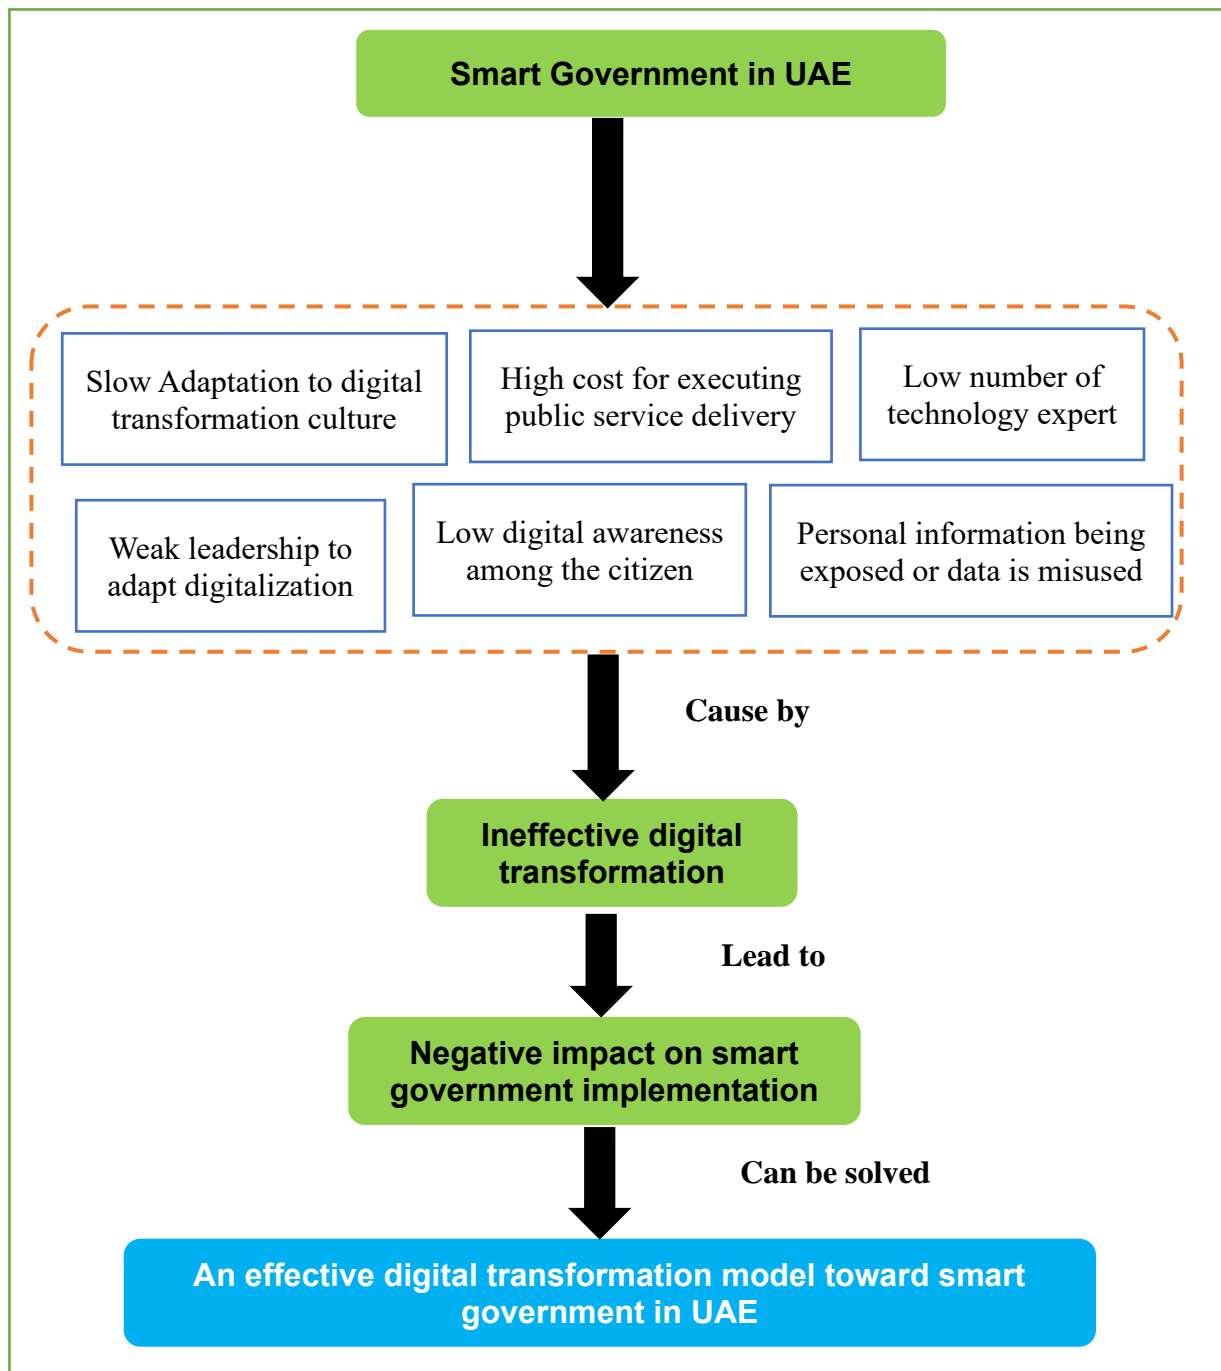 Smart Government in UAE
Slow Adaptation to digital
transformation culture
High cost for executing
public service delivery
Low number of
technology expert
Weak leadership to
adapt digitalization
Low digital awareness
among the citizen
Personal information being
exposed or data is misused
Cause by
Ineffective digital
transformation
Lead to
Negative impact on smart
government implementation
Can be solved
An effective digital transformation model toward smart
government in UAE